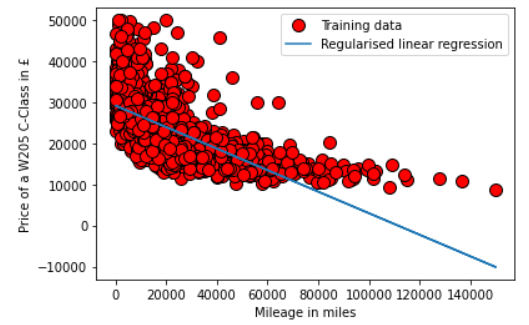 Training data
Regularised linear regression
50000
40000
30000
20000
10000
0
−10000
Price of a W205 C-Class in £
0 20000 40000 60000 80000 100000 120000 140000
Mileage in miles